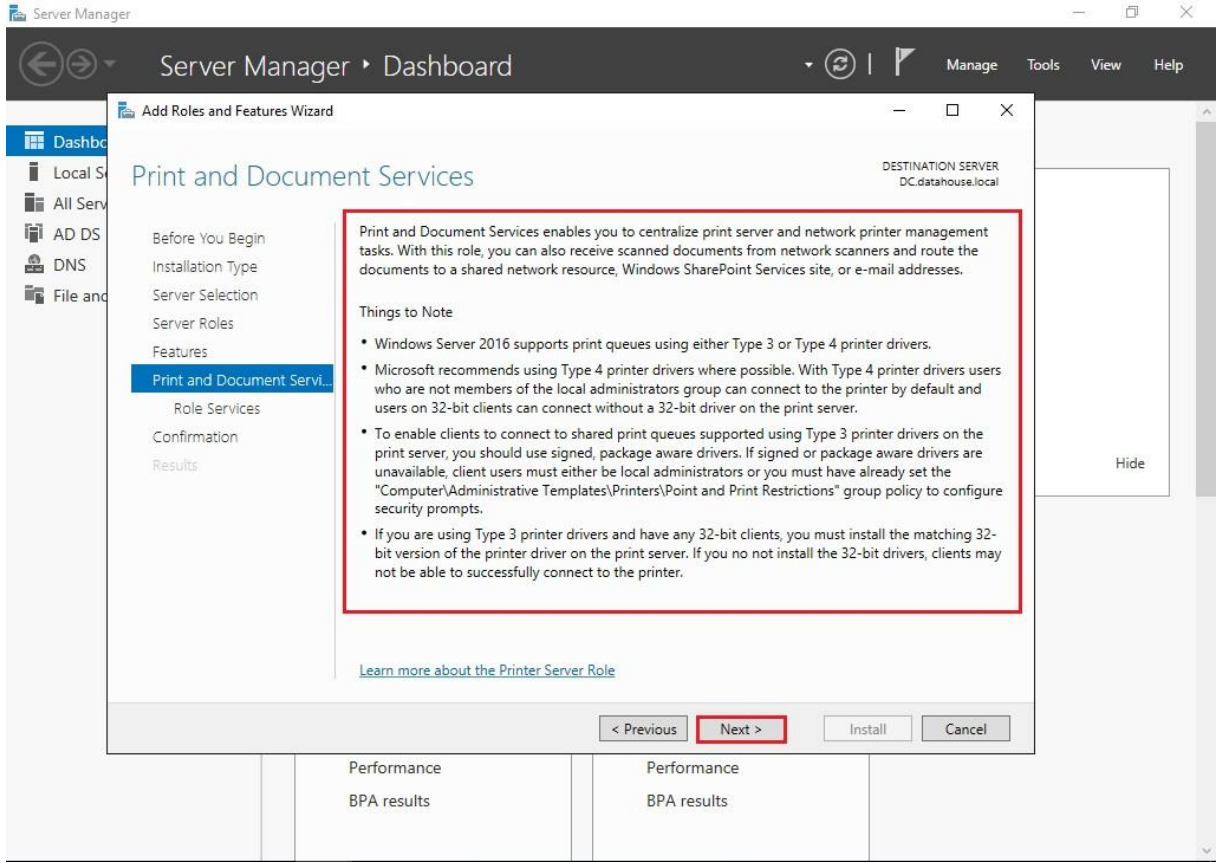 Server Manager
Server Manager ‣ Dashboard
Manage Tools View Help
Add Roles and Features Wizard
Print and Document Services
DESTINATION SERVER
DC.datahouse.local
Dashbo
Local Se
All Serv
AD DS
DNS
File and
Before You Begin
Installation Type
Server Selection
Server Roles
Features
Print and Document Servi...
Role Services
Confirmation
Results
Print and Document Services enables you to centralize print server and network printer management
tasks. With this role, you can also receive scanned documents from network scanners and route the
documents to a shared network resource, Windows SharePoint Services site, or e-mail addresses.
Things to Note
• Windows Server 2016 supports print queues using either Type 3 or Type 4 printer drivers.
• Microsoft recommends using Type 4 printer drivers where possible. With Type 4 printer drivers users
who are not members of the local administrators group can connect to the printer by default and
users on 32-bit clients can connect without a 32-bit driver on the print server.
• To enable clients to connect to shared print queues supported using Type 3 printer drivers on the
print server, you should use signed, package aware drivers. If signed or package aware drivers are
unavailable, client users must either be local administrators or you must have already set the
"Computer\Administrative Templates\Printers\Point and Print Restrictions" group policy to configure
security prompts.
• If you are using Type 3 printer drivers and have any 32-bit clients, you must install the matching 32-
bit version of the printer driver on the print server. If you no not install the 32-bit drivers, clients may
not be able to successfully connect to the printer.
Learn more about the Printer Server Role
Hide
< Previous Next > Install Cancel
Performance Performance
BPA results BPA results